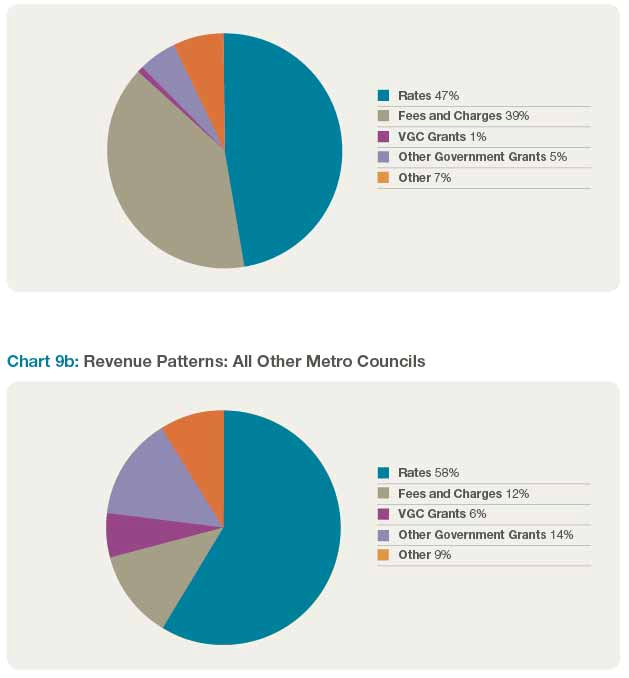 Rates 47%
Fees and Charges 39%
VGC Grants 1%
Other Government Grants 5%
Other 7%
Chart 9b: Revenue Patterns: All Other Metro Councils
Rates 58%
Fees and Charges 12%
VGC Grants 6%
Other Government Grants 14%
Other 9%